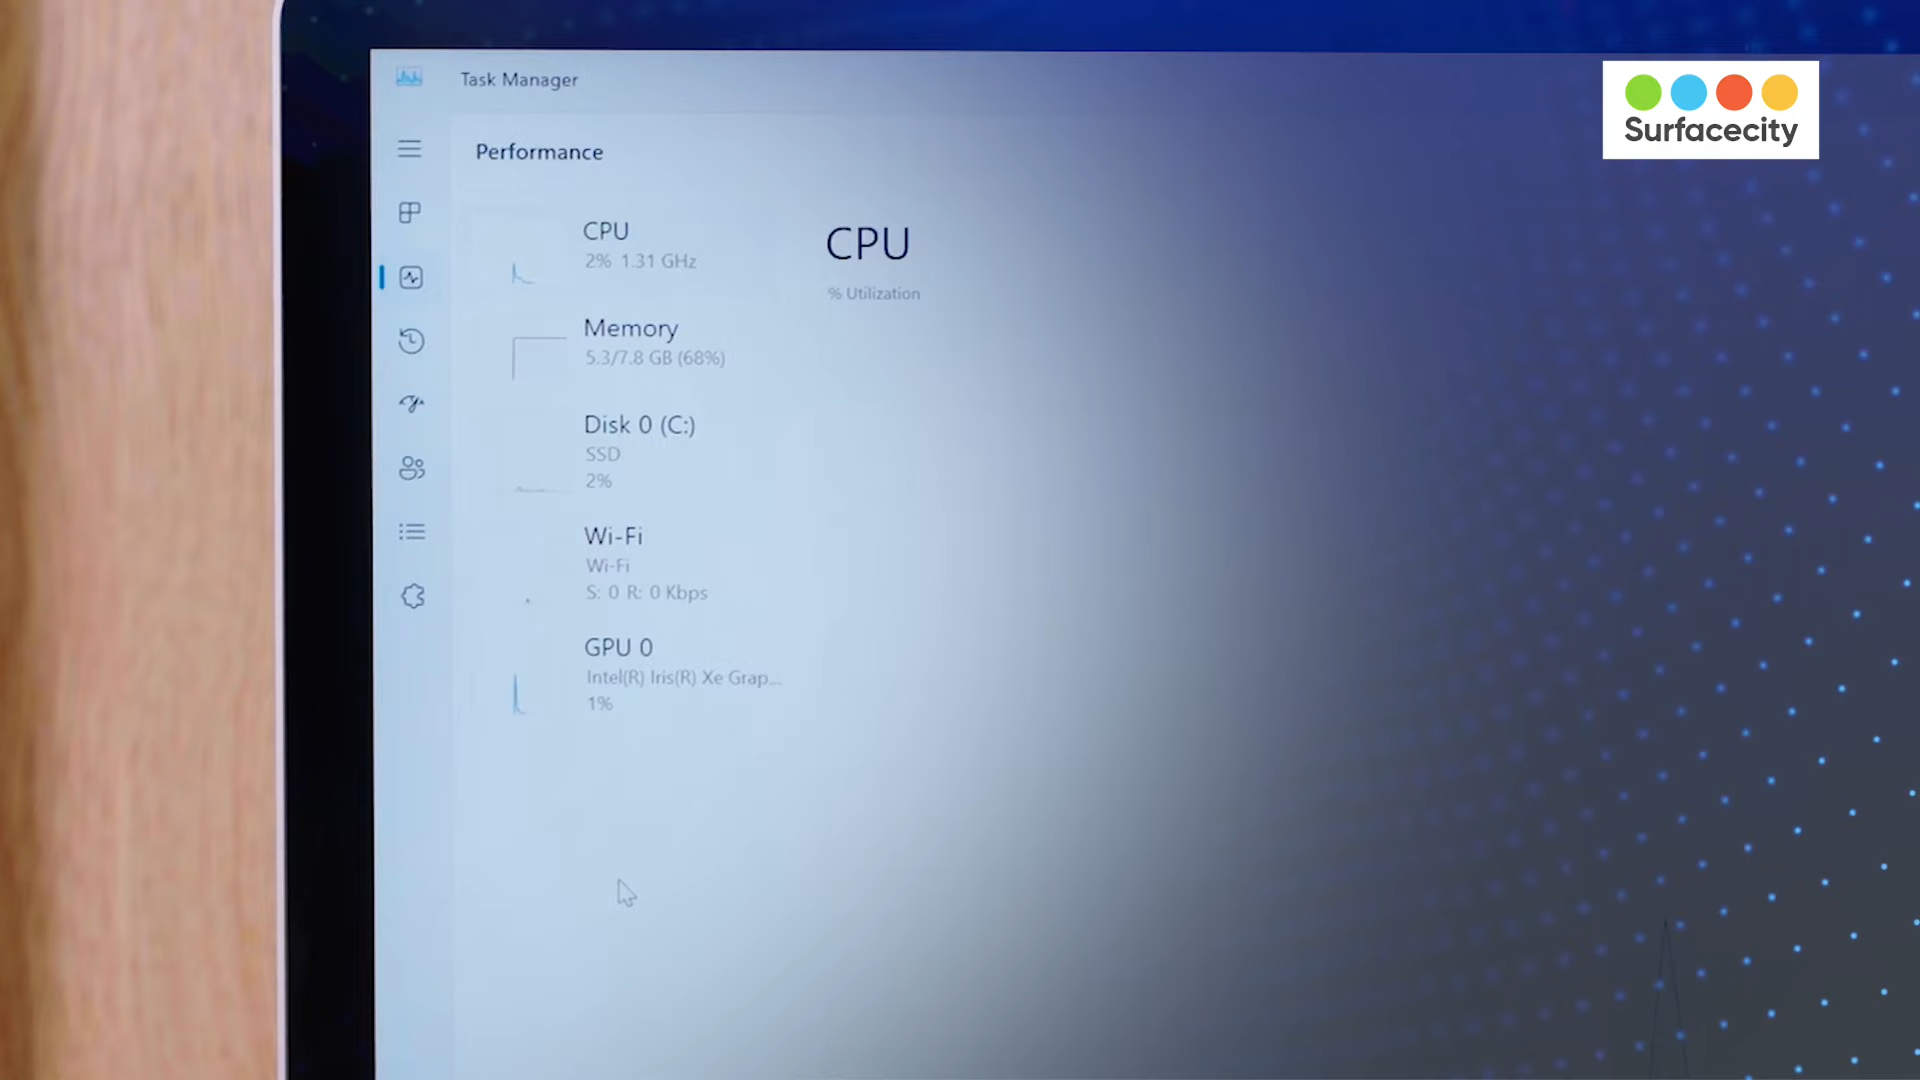 Task Manager
Surfacecity
Performance
CPU
2% 1.31 GHz
CPU
% Utilization
Memory
5.3/7.8 GB (68%)
Disk 0 (C:)
SSD
2%
Wi-Fi
Wi-Fi
S: 0 R: 0 Kbps
GPU 0
Intel(R) Iris(R) Xe Grap...
1%